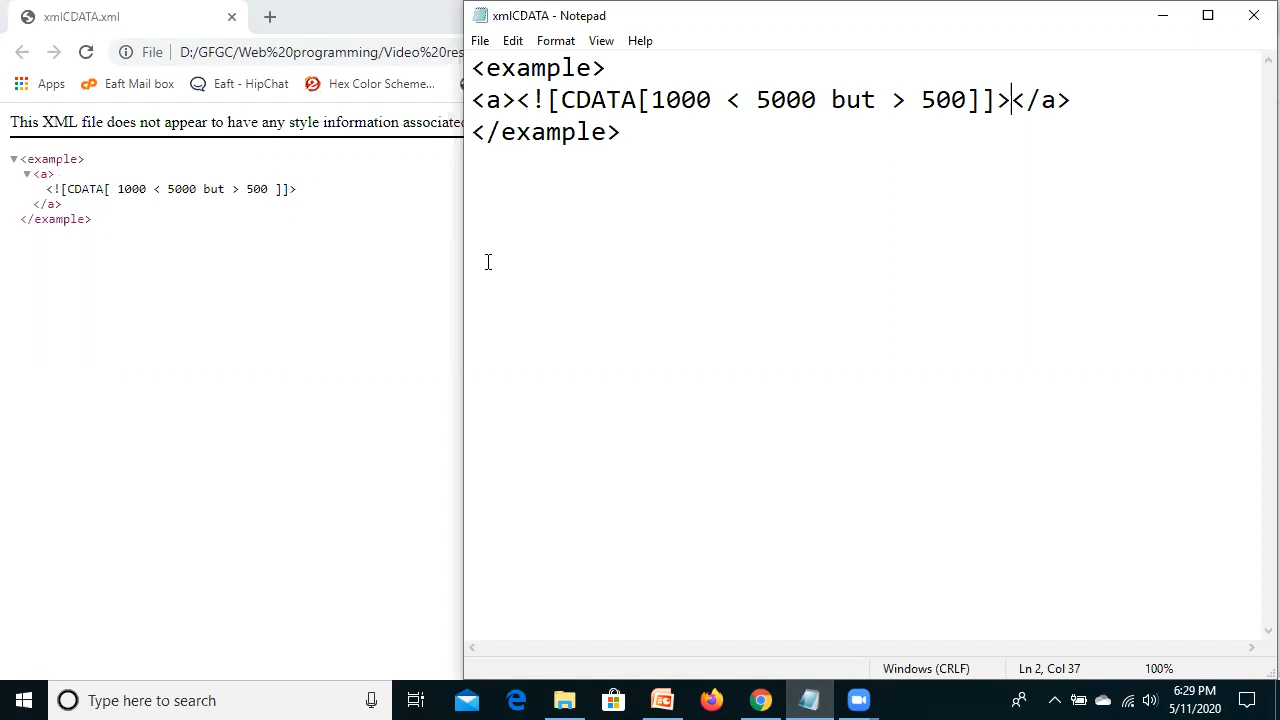 xmlCDATA.xml
File
D:/GFGC/Web%20programming/Video%20res
Apps
Eaft Mail box
Eaft - HipChat
Hex Color Scheme...
This XML file does not appear to have any style information associated
<example>
<a>
<![CDATA[ 1000 < 5000 but > 500 ]]>
</a>
</example>
xmlCDATA - Notepad
File Edit Format View Help
<example>
<a><![CDATA[1000 < 5000 but > 500]]></a>
</example>
Windows (CRLF)
Ln 2, Col 37
100%
Type here to search
6:29 PM
5/11/2020